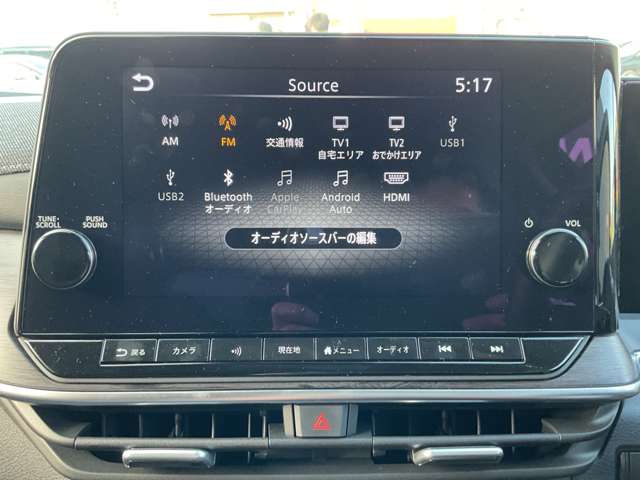 Source
5:17
AM
FM
交通情報
TV1
自宅エリア
TV2
おでかけエリア
USB1
USB2
Bluetooth
オーディオ
Apple
CarPlay
Android
Auto
HDMI
オーディオソースバーの編集
TUNE・
SCROLL
PUSH
SOUND
VOL
戻る
カメラ
現在地
メニュー
オーディオ